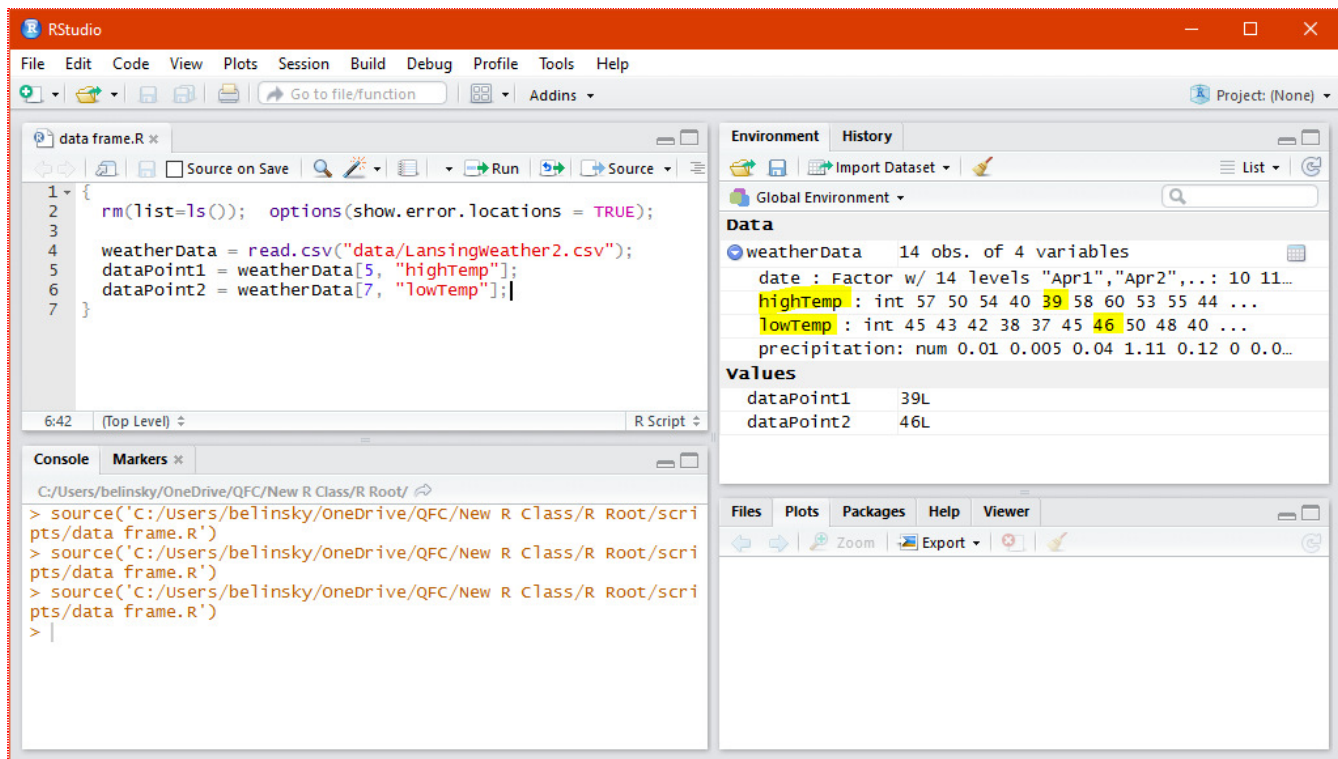 RStudio
File Edit Code View Plots Session Build Debug Profile Tools Help
Go to file/function Addins Project: (None)
data frame.R
Source on Save Run Source
1 {
2 rm(list=ls()); options(show.error.locations = TRUE);
3
4 weatherData = read.csv("data/LansingWeather2.csv");
5 dataPoint1 = weatherData[5, "highTemp"];
6 dataPoint2 = weatherData[7, "lowTemp"];
7 }
6:42 (Top Level) R Script
Console Markers
C:/Users/belinsky/OneDrive/QFC/New R Class/R Root/
> source('C:/Users/belinsky/OneDrive/QFC/New R Class/R Root/scri
pts/data frame.R')
> source('C:/Users/belinsky/OneDrive/QFC/New R Class/R Root/scri
pts/data frame.R')
> source('C:/Users/belinsky/OneDrive/QFC/New R Class/R Root/scri
pts/data frame.R')
>
Environment History
Import Dataset List
Global Environment
Data
weatherData 14 obs. of 4 variables
date : Factor w/ 14 levels "Apr1","Apr2",..: 10 11…
highTemp : int 57 50 54 40 39 58 60 53 55 44 ...
lowTemp : int 45 43 42 38 37 45 46 50 48 40 ...
precipitation: num 0.01 0.005 0.04 1.11 0.12 0 0.0…
Values
dataPoint1 39L
dataPoint2 46L
Files Plots Packages Help Viewer
Zoom Export